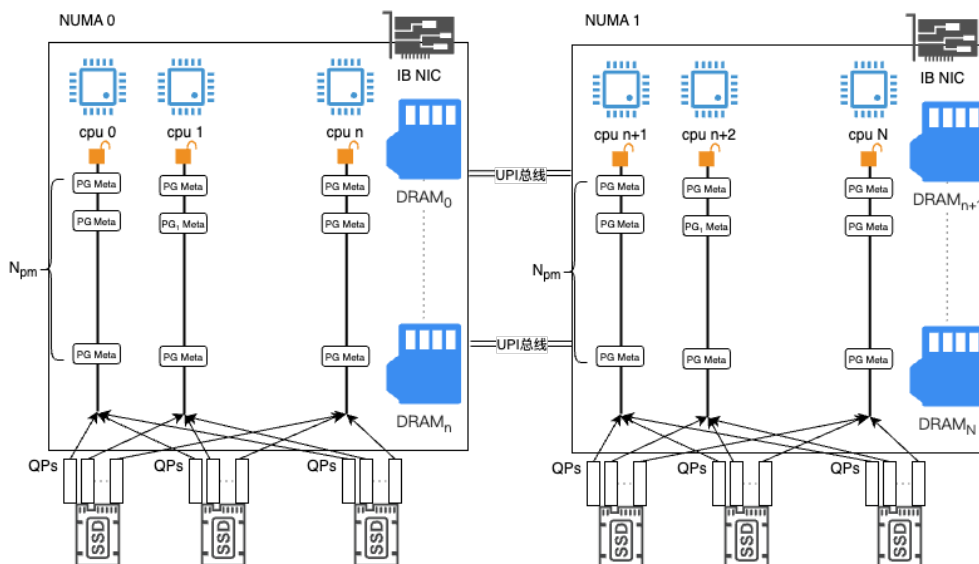 NUMA 0
IB NIC
cpu 0
cpu 1
cpu n
PG Meta
PG Meta
PG Meta
PG Meta
PG₁ Meta
PG Meta
PG Meta
PG Meta
PG Meta
Npm
DRAM₀
DRAMn
UPI总线
UPI总线
QPs
QPs
QPs
...
...
...
SSD
SSD
SSD
NUMA 1
IB NIC
cpu n+1
cpu n+2
cpu N
PG Meta
PG Meta
PG Meta
PG Meta
PG₁ Meta
PG Meta
PG Meta
PG Meta
PG Meta
Npm
DRAMn+1
DRAMN
QPs
QPs
QPs
...
...
...
SSD
SSD
SSD